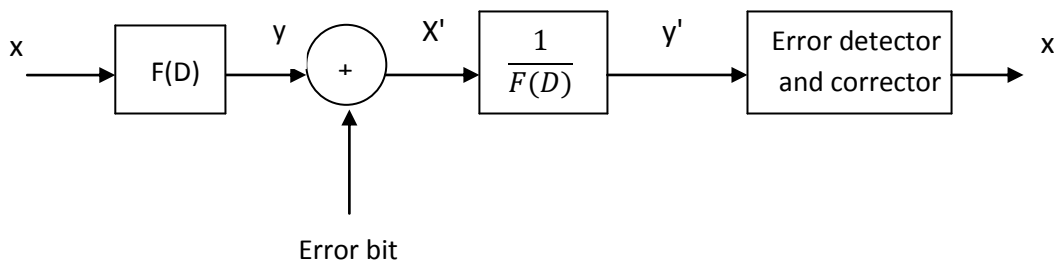 x
F(D)
y
+
X'
1
F(D)
y'
Error detector
and corrector
x
Error bit